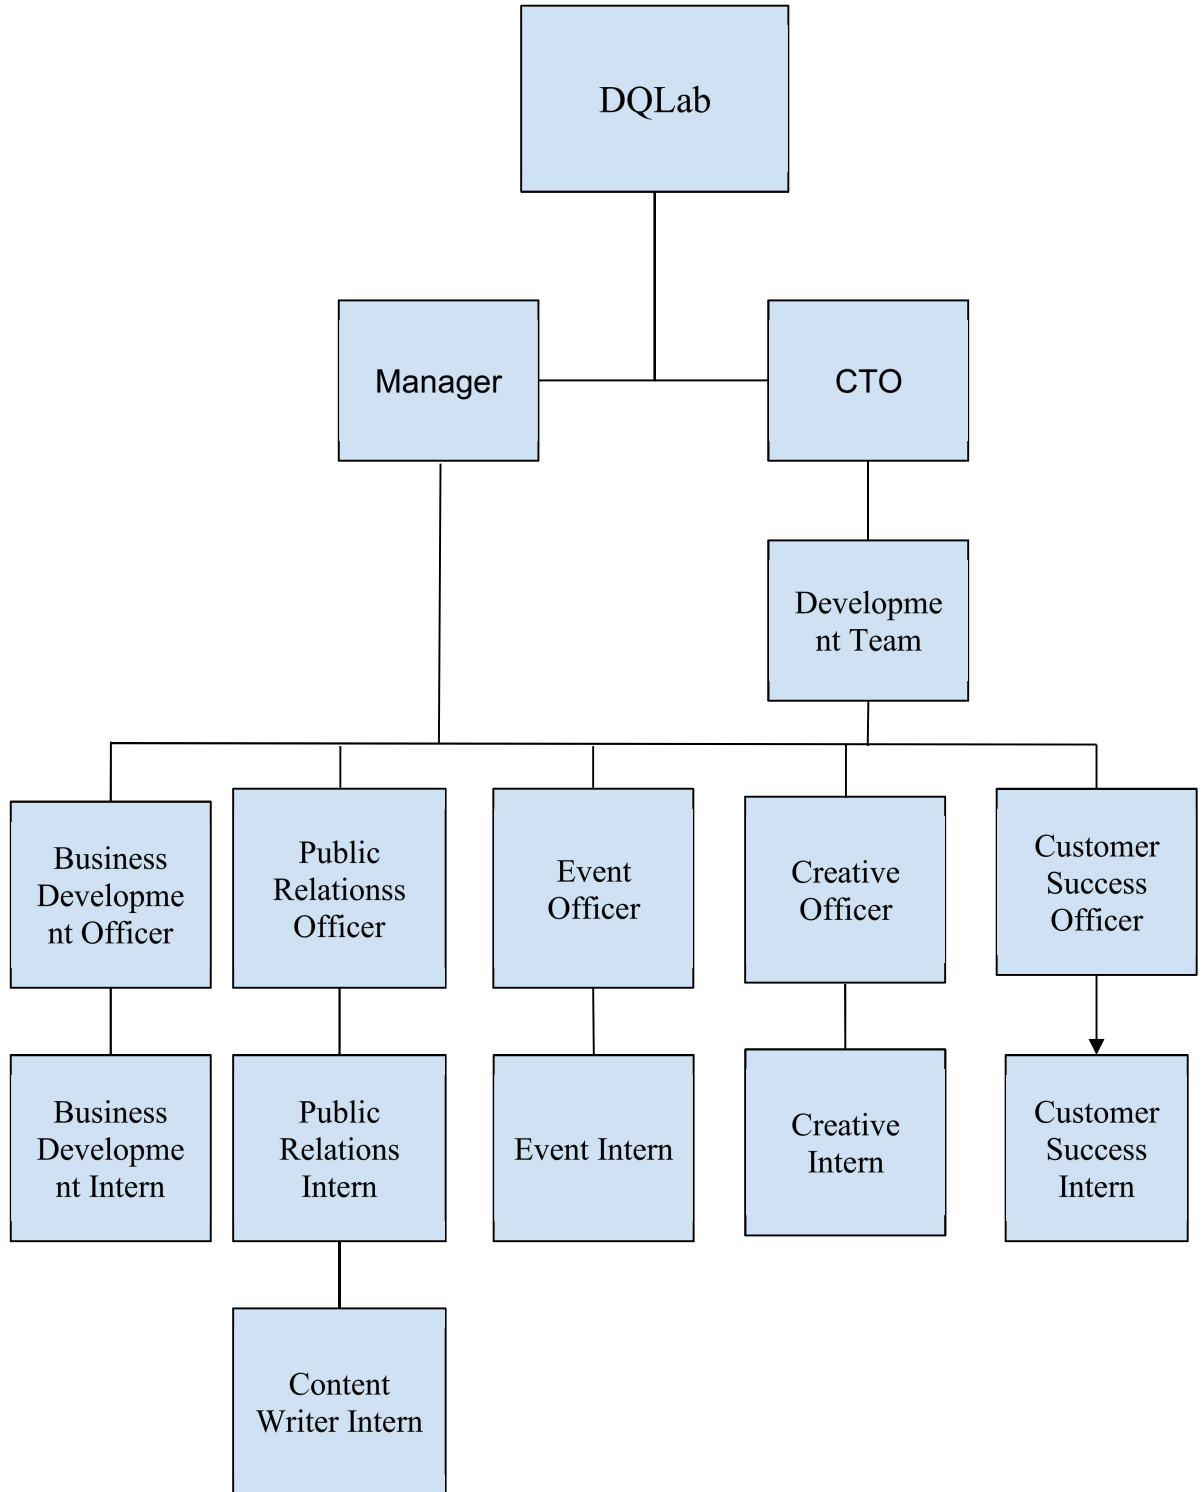 DQLab
Manager
CTO
Developme
nt Team
Business
Developme
nt Officer
Public
Relationss
Officer
Event
Officer
Creative
Officer
Customer
Success
Officer
Business
Developme
nt Intern
Public
Relations
Intern
Event Intern
Creative
Intern
Customer
Success
Intern
Content
Writer Intern